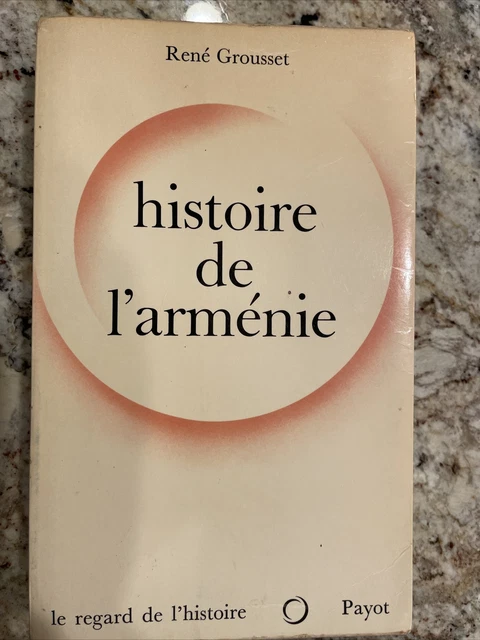 René Grousset
histoire
de
l'arménie
le regard de l'histoire Payot